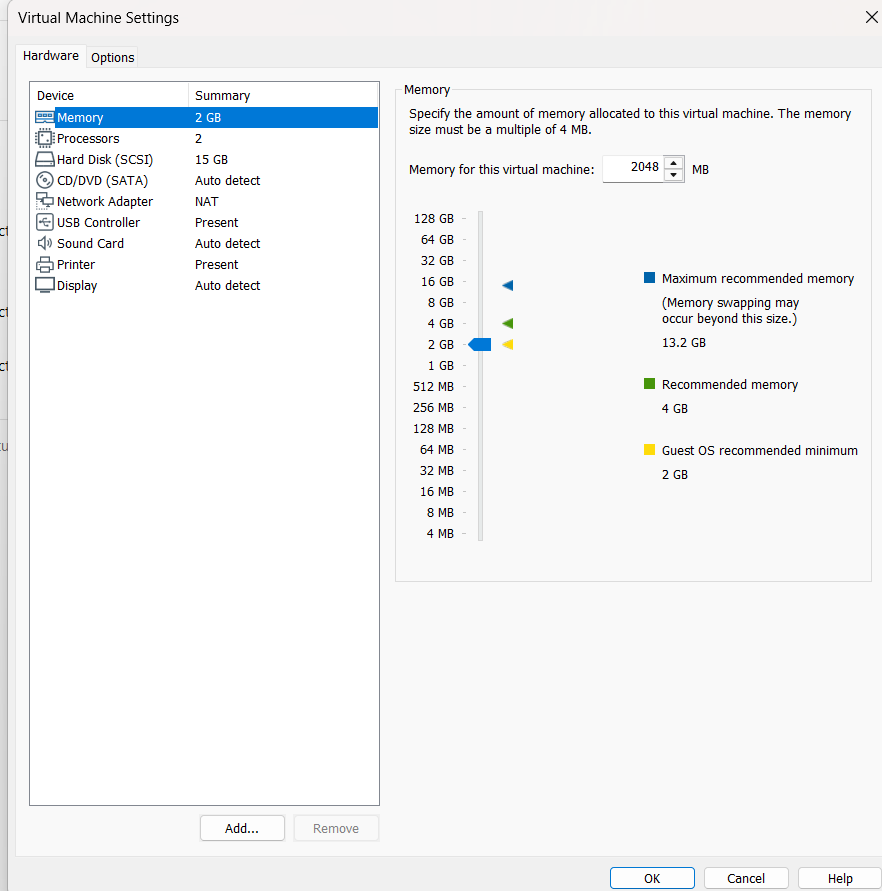 Virtual Machine Settings
Hardware Options
Device Summary
Memory 2 GB
Processors 2
Hard Disk (SCSI) 15 GB
CD/DVD (SATA) Auto detect
Network Adapter NAT
USB Controller Present
Sound Card Auto detect
Printer Present
Display Auto detect
Add... Remove
Memory
Specify the amount of memory allocated to this virtual machine. The memory
size must be a multiple of 4 MB.
Memory for this virtual machine: 2048 MB
128 GB
64 GB
32 GB
16 GB
8 GB
4 GB
2 GB
1 GB
512 MB
256 MB
128 MB
64 MB
32 MB
16 MB
8 MB
4 MB
Maximum recommended memory
(Memory swapping may
occur beyond this size.)
13.2 GB
Recommended memory
4 GB
Guest OS recommended minimum
2 GB
OK Cancel Help